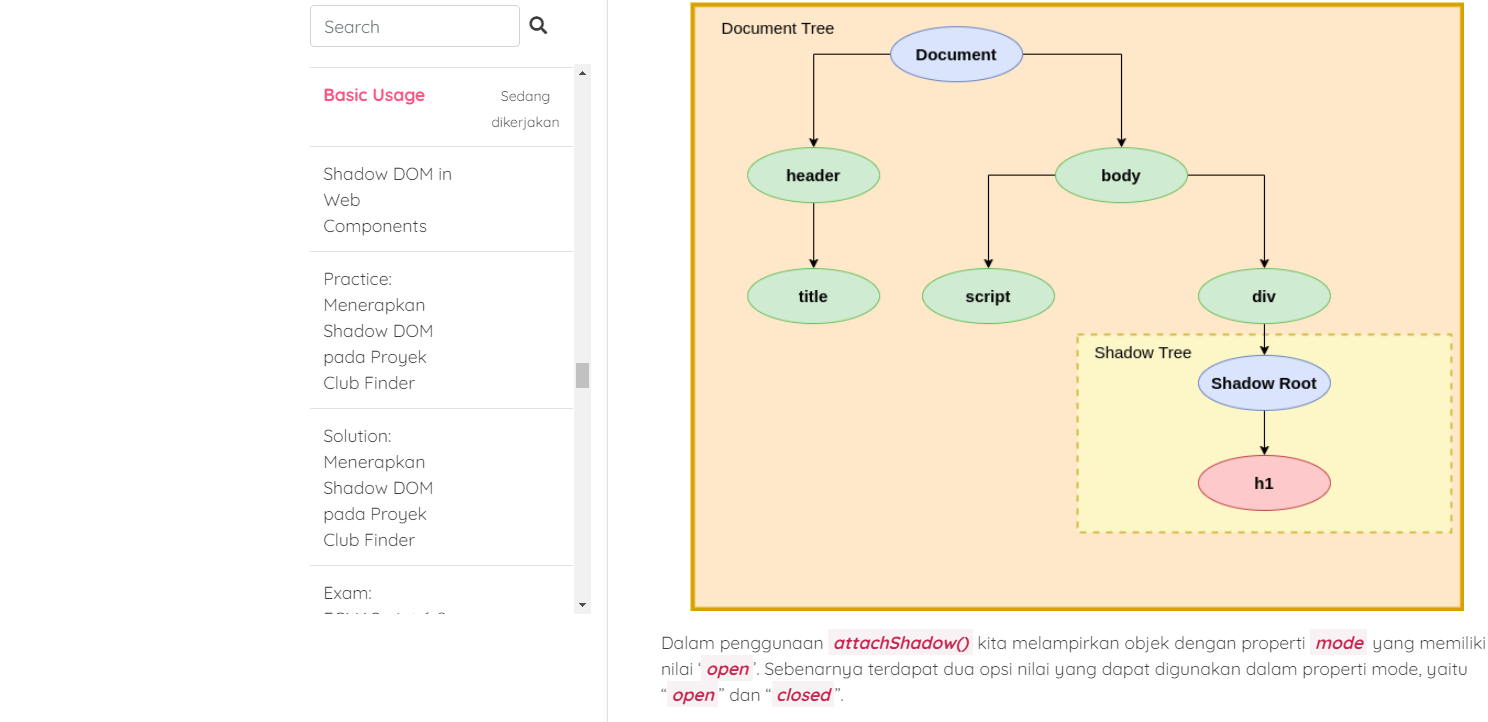 Search
Basic Usage
Sedang
dikerjakan
Shadow DOM in
Web
Components
Practice:
Menerapkan
Shadow DOM
pada Proyek
Club Finder
Solution:
Menerapkan
Shadow DOM
pada Proyek
Club Finder
Exam:
Document Tree
Document
header
body
title
script
div
Shadow Tree
Shadow Root
h1
Dalam penggunaan attachShadow() kita melampirkan objek dengan properti mode yang memiliki
nilai ‘open’. Sebenarnya terdapat dua opsi nilai yang dapat digunakan dalam properti mode, yaitu
“open” dan “closed”.